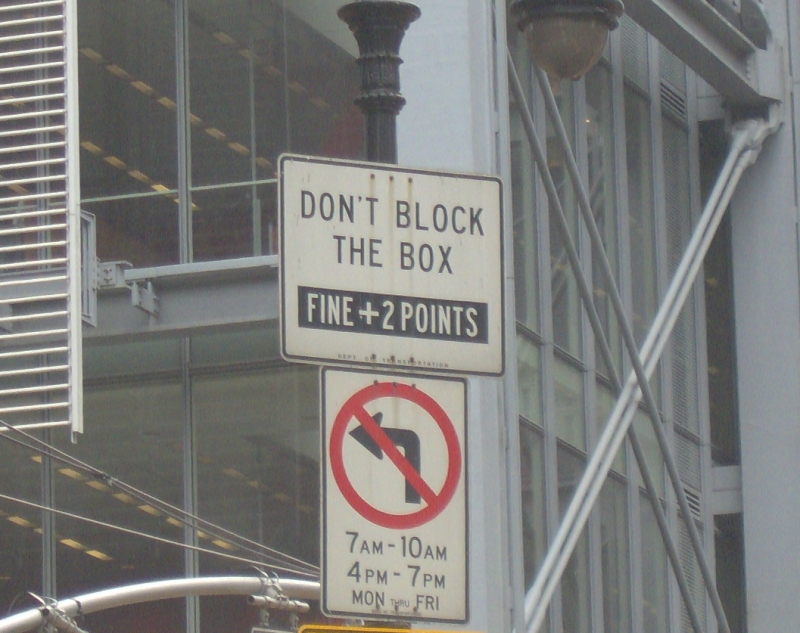 DON'T BLOCK
THE BOX
FINE + 2 POINTS
7AM - 10AM
4PM - 7PM
MON THRU FRI